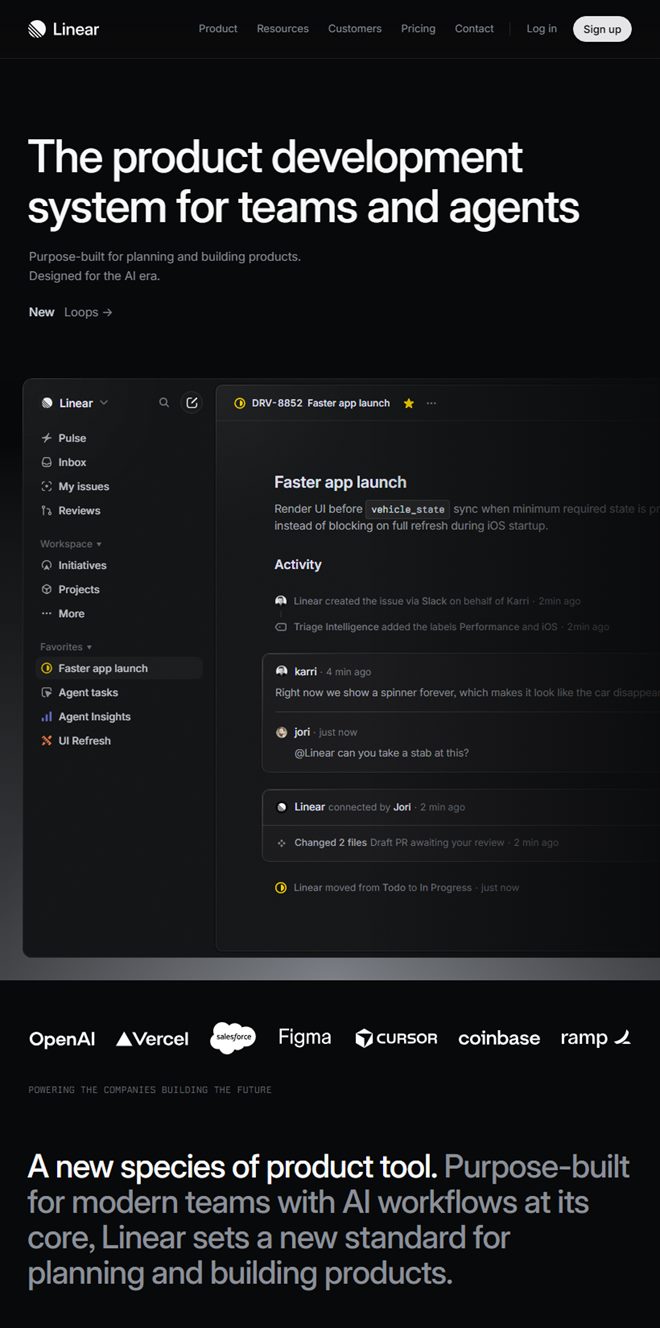 Linear
Product
Resources
Customers
Pricing
Contact
Log in
Sign up
The product development
system for teams and agents
Purpose-built for planning and building products.
Designed for the AI era.
New Loops →
Linear
Pulse
Inbox
My issues
Reviews
Workspace
Initiatives
Projects
More
Favorites
Faster app launch
Agent tasks
Agent Insights
UI Refresh
DRV-8852 Faster app launch
Faster app launch
Render UI before vehicle_state sync when minimum required state is
instead of blocking on full refresh during iOS startup.
Activity
Linear created the issue via Slack on behalf of Karri · 2min ago
Triage Intelligence added the labels Performance and iOS · 2min ago
karri · 4 min ago
Right now we show a spinner forever, which makes it look like the car
jori · just now
@Linear can you take a stab at this?
Linear connected by Jori · 2 min ago
Changed 2 files Draft PR awaiting your review · 2 min ago
Linear moved from Todo to In Progress · just now
OpenAI
Vercel
salesforce
Figma
CURSOR
coinbase
ramp
POWERING THE COMPANIES BUILDING THE FUTURE
A new species of product tool. Purpose-built
for modern teams with AI workflows at its
core, Linear sets a new standard for
planning and building products.